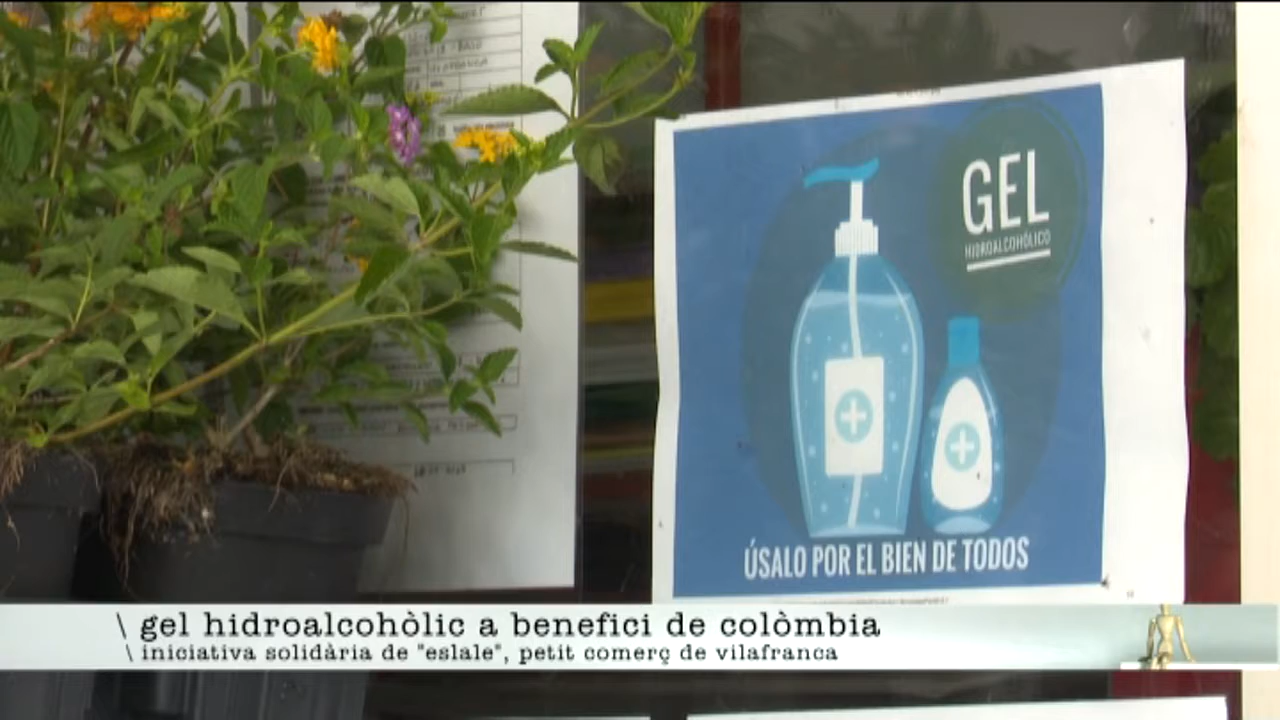 GEL
HIDROALCOHÓLICO
ÚSALO POR EL BIEN DE TODOS
\ gel hidroalcohòlic a benefici de colòmbia
\ iniciativa solidària de "eslale", petit comerç de vilafranca